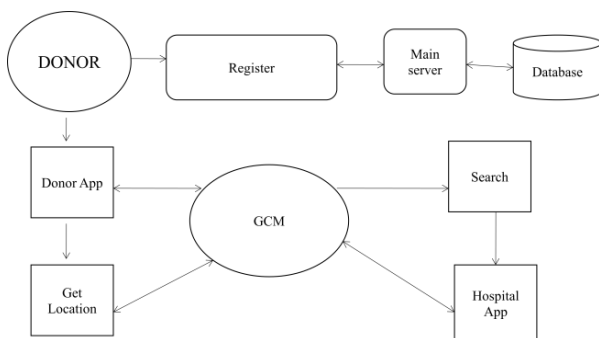 DONOR
Register
Main
server
Database
Donor App
GCM
Search
Get
Location
Hospital
App